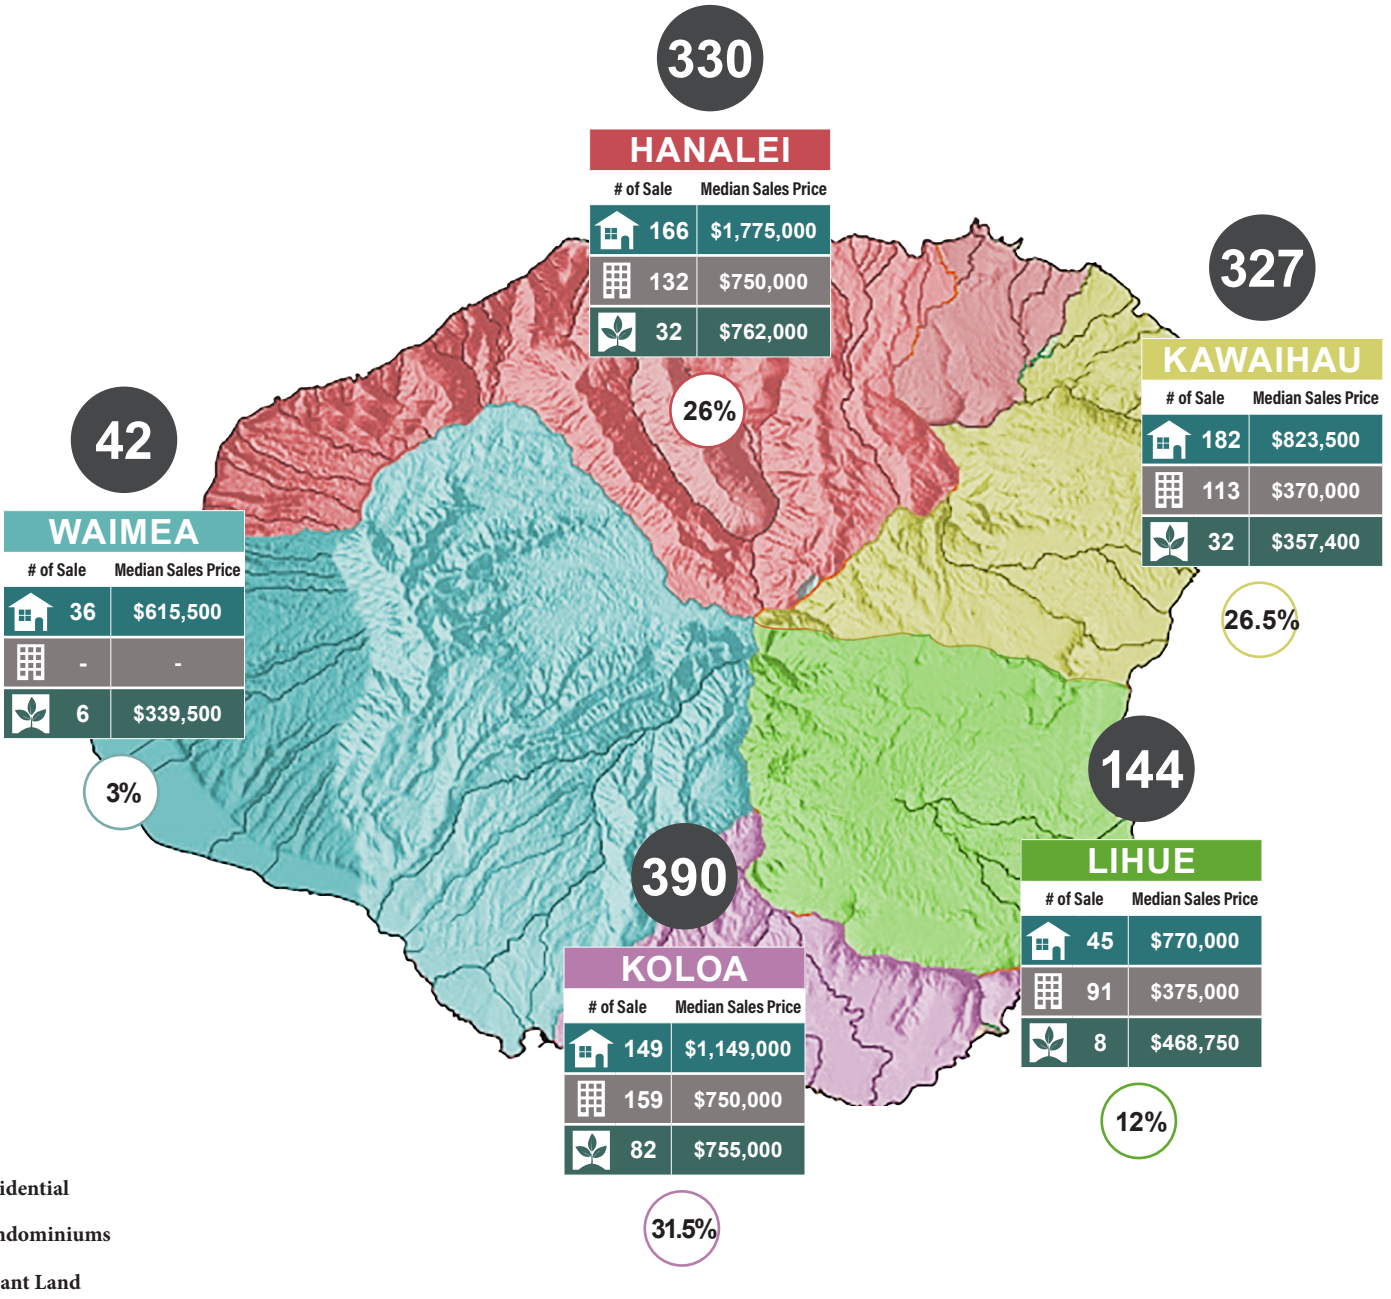 330
HANALEI
# of Sale Median Sales Price
166 $1,775,000
132 $750,000
32 $762,000
26%
327
KAWAIHAU
# of Sale Median Sales Price
182 $823,500
113 $370,000
32 $357,400
26.5%
42
WAIMEA
# of Sale Median Sales Price
36 $615,500
- -
6 $339,500
3%
144
LIHUE
# of Sale Median Sales Price
45 $770,000
91 $375,000
8 $468,750
12%
390
KOLOA
# of Sale Median Sales Price
149 $1,149,000
159 $750,000
82 $755,000
31.5%
idential
ndominiums
ant Land